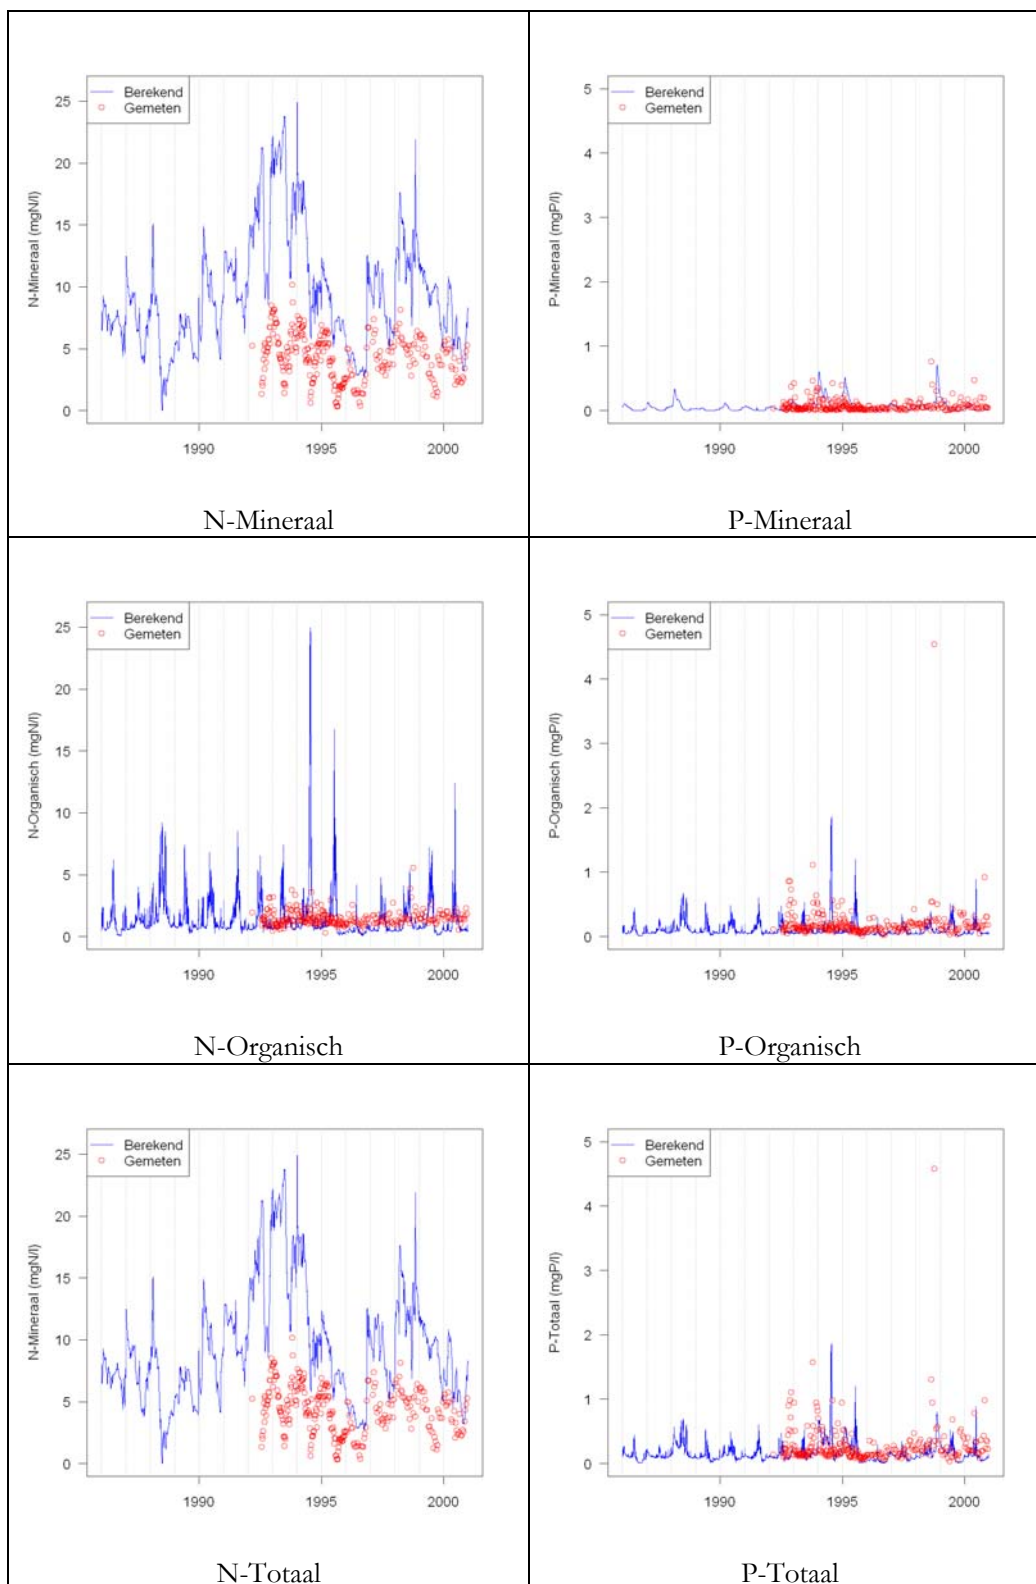 Berekend
Gemeten
N-Mineraal (mgN/l)
25
20
15
10
5
0
1990
1995
2000
N-Mineraal
Berekend
Gemeten
P-Mineraal (mgP/l)
5
4
3
2
1
0
1990
1995
2000
P-Mineraal
Berekend
Gemeten
N-Organisch (mgN/l)
25
20
15
10
5
0
1990
1995
2000
N-Organisch
Berekend
Gemeten
P-Organisch (mgP/l)
5
4
3
2
1
0
1990
1995
2000
P-Organisch
Berekend
Gemeten
N-Mineraal (mgN/l)
25
20
15
10
5
0
1990
1995
2000
N-Totaal
Berekend
Gemeten
P-Totaal (mgP/l)
5
4
3
2
1
0
1990
1995
2000
P-Totaal